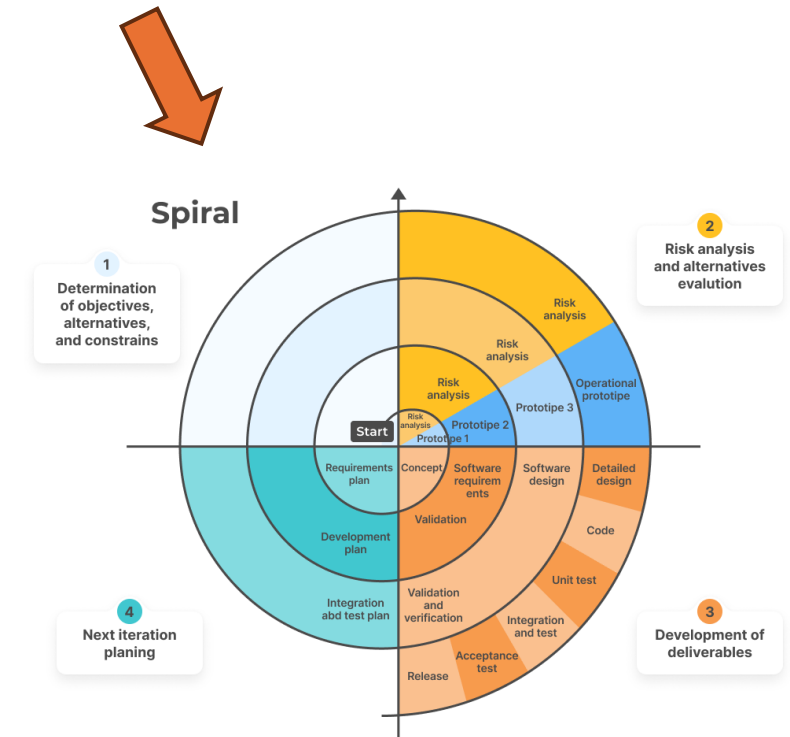 Spiral
1
Determination
of objectives,
alternatives,
and constrains
2
Risk analysis
and alternatives
evalution
Risk
analysis
Risk
analysis
Risk
analysis
Risk
analysis
Operational
prototipe
Prototipe 3
Prototipe 2
Prototipe 1
Start
Requirements
plan
Concept
Software
requirem
ents
Software
design
Detailed
design
Validation
Code
Development
plan
Unit test
Integration
abd test plan
Validation
and
verification
Integration
and test
Acceptance
test
Release
4
Next iteration
planing
3
Development of
deliverables